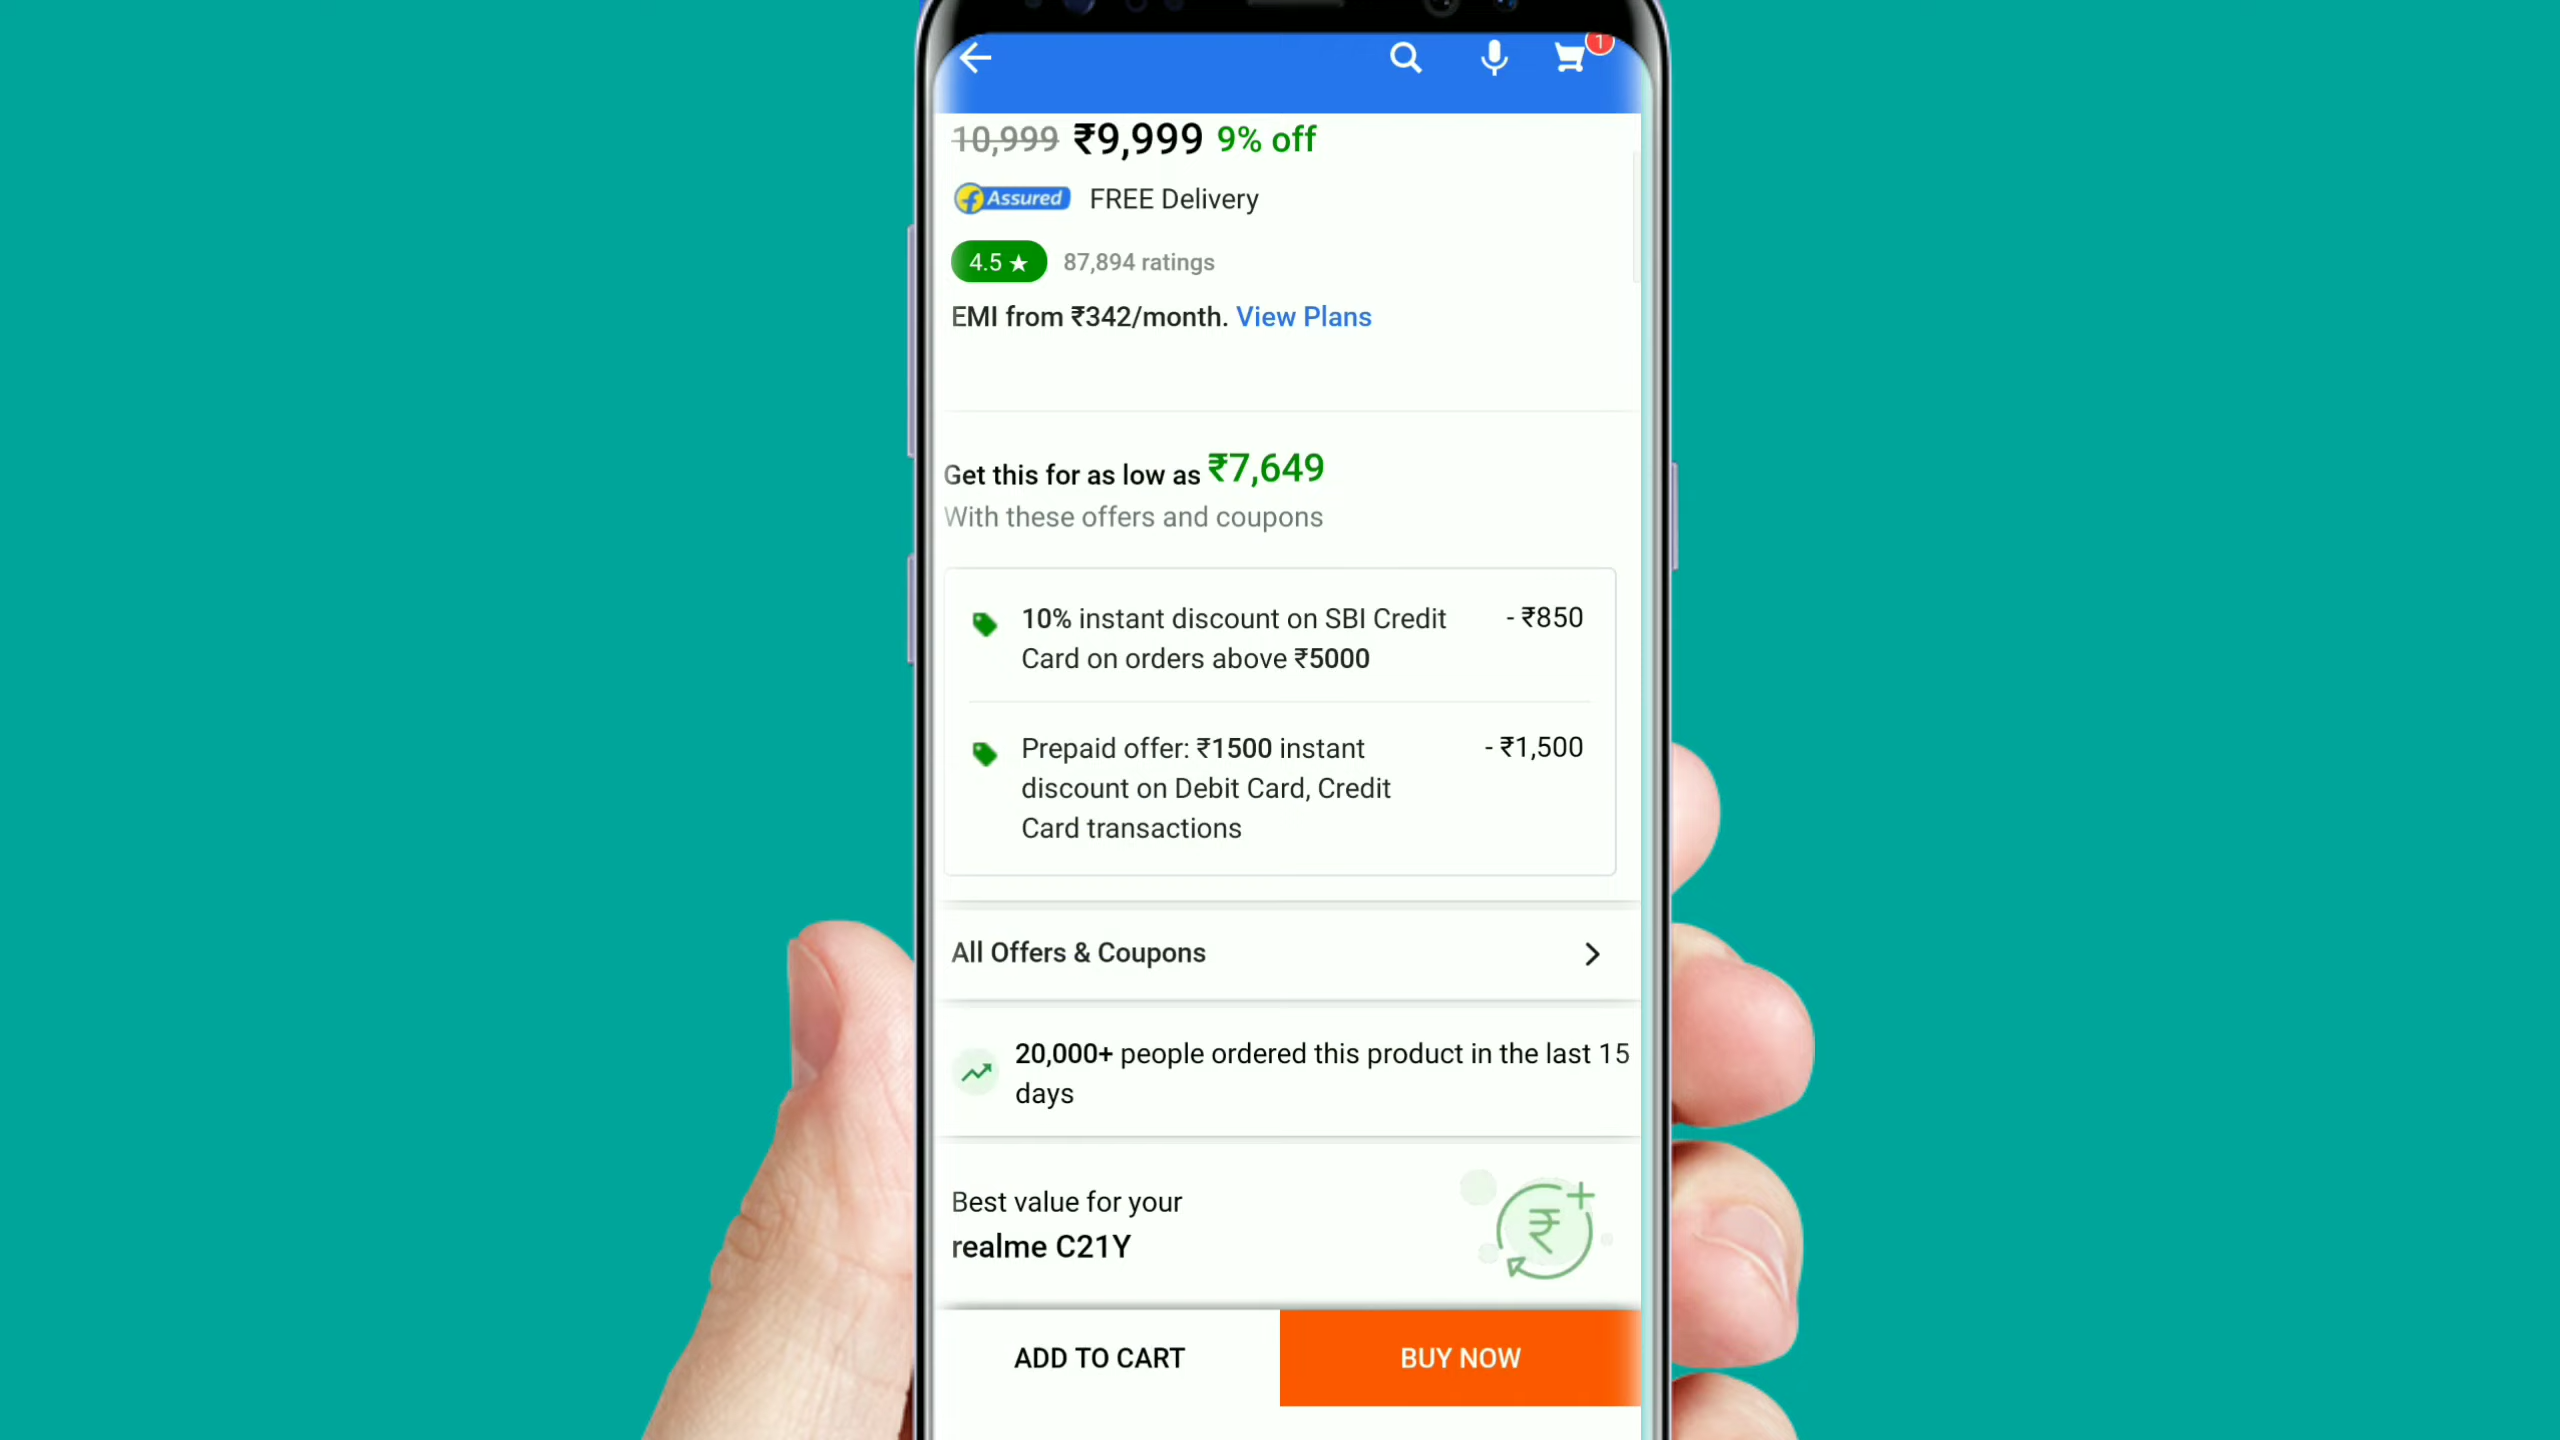 1
10,999 ₹9,999 9% off
f Assured FREE Delivery
4.5 ★ 87,894 ratings
EMI from ₹342/month. View Plans
Get this for as low as ₹7,649
With these offers and coupons
10% instant discount on SBI Credit - ₹850
Card on orders above ₹5000
Prepaid offer: ₹1500 instant - ₹1,500
discount on Debit Card, Credit
Card transactions
All Offers & Coupons
20,000+ people ordered this product in the last 15
days
Best value for your
realme C21Y
₹
ADD TO CART BUY NOW